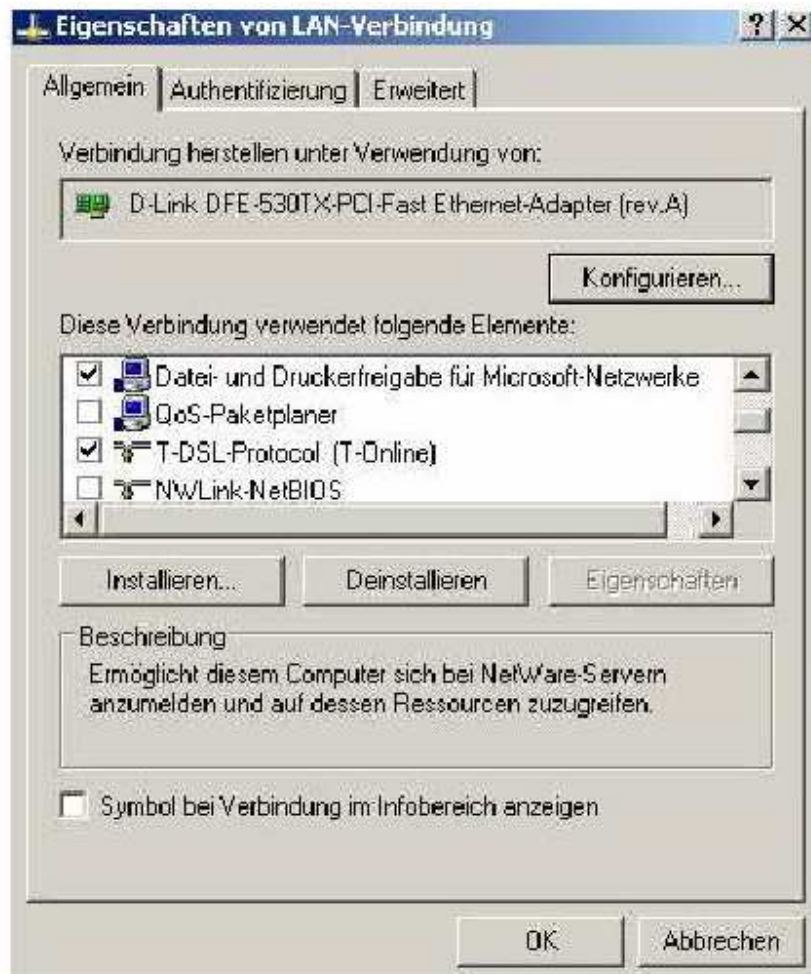 Eigenschaften von LAN-Verbindung
Allgemein Authentifizierung Erweitert
Verbindung herstellen unter Verwendung von:
D-Link DFE-530TX-PCI-Fast Ethernet-Adapter (rev.A)
Konfigurieren...
Diese Verbindung verwendet folgende Elemente:
Datei- und Druckerfreigabe für Microsoft-Netzwerke
QoS-Paketplaner
T-DSL-Protocol (T-Online)
NWLink-NetBIOS
Installieren... Deinstallieren Eigenschaften
Beschreibung
Ermöglicht diesem Computer sich bei NetWare-Servern
anzumelden und auf dessen Ressourcen zuzugreifen.
Symbol bei Verbindung im Infobereich anzeigen
OK Abbrechen